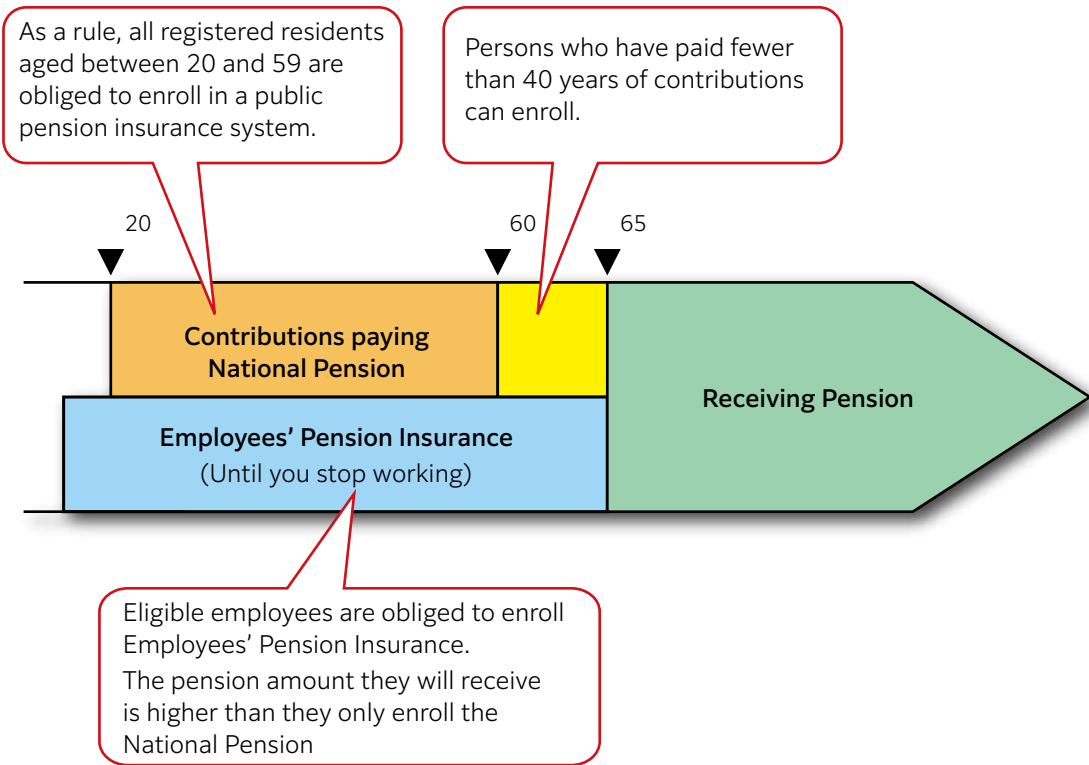 As a rule, all registered residents
aged between 20 and 59 are
obliged to enroll in a public
pension insurance system.
Persons who have paid fewer
than 40 years of contributions
can enroll.
20
60
65
Contributions paying
National Pension
Receiving Pension
Employees' Pension Insurance
(Until you stop working)
Eligible employees are obliged to enroll
Employees' Pension Insurance.
The pension amount they will receive
is higher than they only enroll the
National Pension